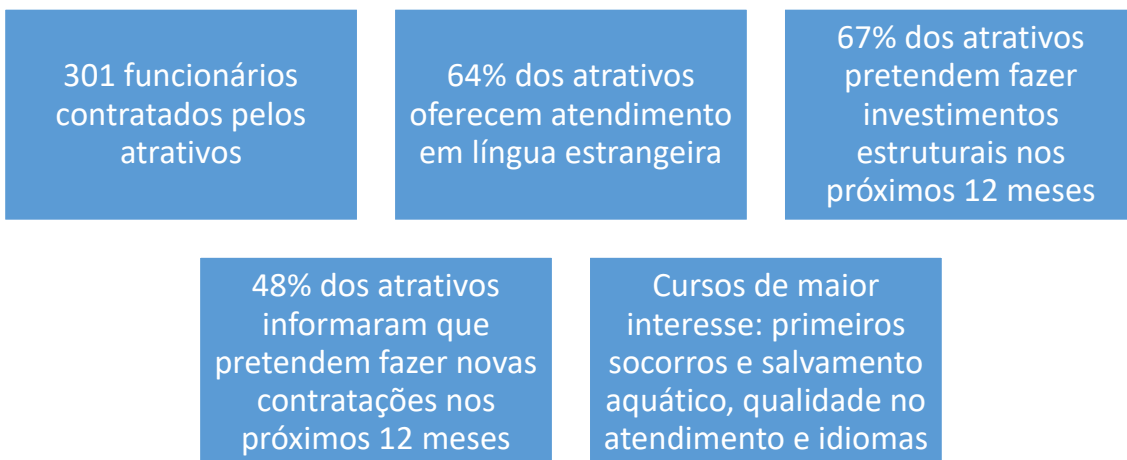 301 funcionários
contratados pelos
atrativos
64% dos atrativos
oferecem atendimento
em língua estrangeira
67% dos atrativos
pretendem fazer
investimentos
estruturais nos
próximos 12 meses
48% dos atrativos
informaram que
pretendem fazer novas
contratações nos
próximos 12 meses
Cursos de maior
interesse: primeiros
socorros e salvamento
aquático, qualidade no
atendimento e idiomas